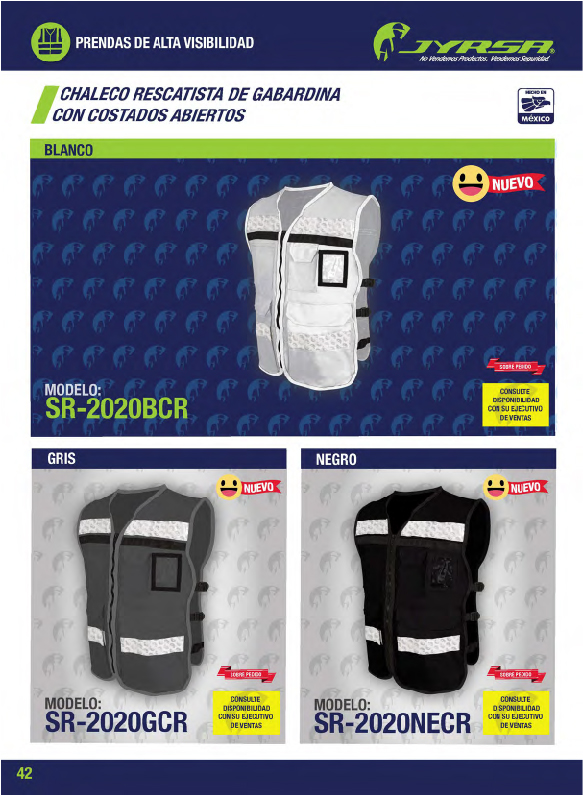 PRENDAS DE ALTA VISIBILIDAD
JYRSA®
No Vendemos Productos. Vendemos Seguridad.
CHALECO RESCATISTA DE GABARDINA
CON COSTADOS ABIERTOS
HECHO EN
MÉXICO
BLANCO
NUEVO
SOBRE PEDIDO
MODELO:
SR-2020BCR
CONSULTE
DISPONIBILIDAD
CON SU EJECUTIVO
DE VENTAS
GRIS
NUEVO
SOBRE PEDIDO
MODELO:
SR-2020GCR
CONSULTE
DISPONIBILIDAD
CON SU EJECUTIVO
DE VENTAS
NEGRO
NUEVO
SOBRE PEDIDO
MODELO:
SR-2020NECR
CONSULTE
DISPONIBILIDAD
CON SU EJECUTIVO
DE VENTAS
42